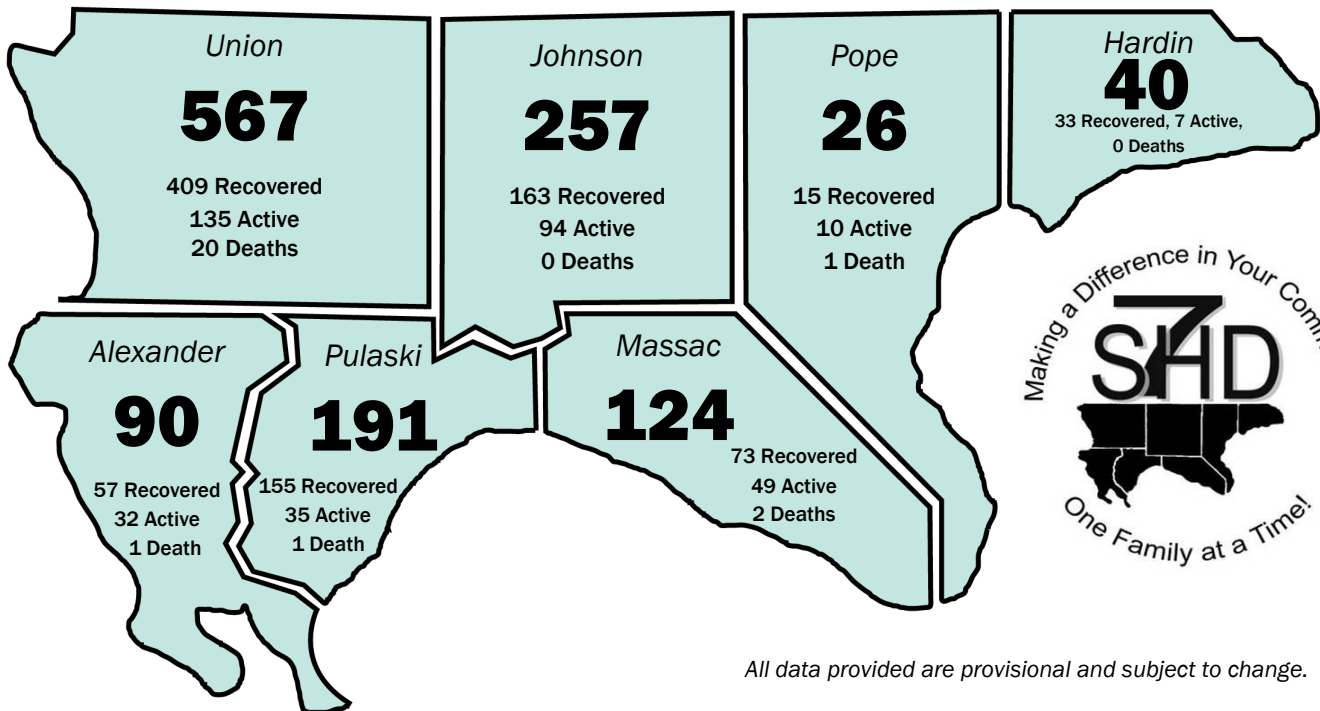 Union
567
409 Recovered
135 Active
20 Deaths
Johnson
257
163 Recovered
94 Active
0 Deaths
Pope
26
15 Recovered
10 Active
1 Death
Hardin
40
33 Recovered, 7 Active,
0 Deaths
Alexander
90
57 Recovered
32 Active
1 Death
Pulaski
191
155 Recovered
35 Active
1 Death
Massac
124
73 Recovered
49 Active
2 Deaths
Making a Difference in Your Comm
S7HD
One Family at a Time!
All data provided are provisional and subject to change.